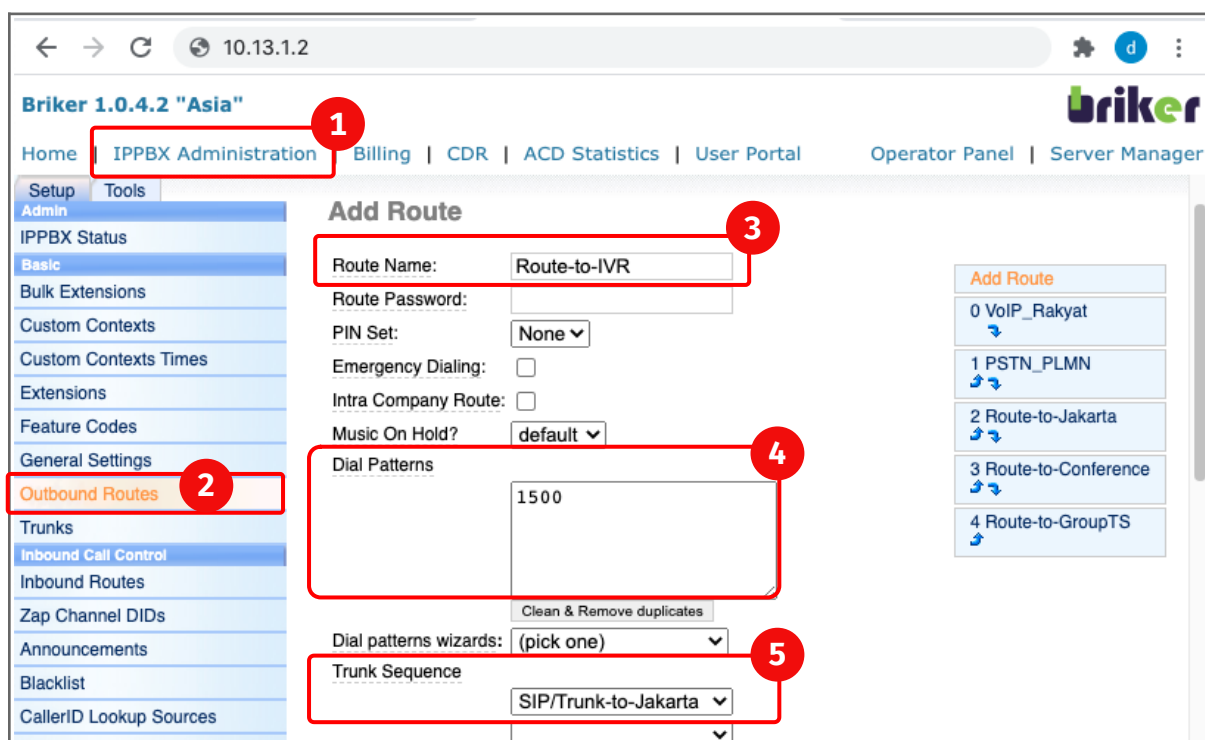 10.13.1.2
d
Briker 1.0.4.2 "Asia"
briker
1
Home | IPPBX Administration | Billing | CDR | ACD Statistics | User Portal Operator Panel | Server Manager
Setup Tools
Admin
IPPBX Status
Basic
Bulk Extensions
Custom Contexts
Custom Contexts Times
Extensions
Feature Codes
General Settings
Outbound Routes
2
Trunks
Inbound Call Control
Inbound Routes
Zap Channel DIDs
Announcements
Blacklist
CallerID Lookup Sources
Add Route
3
Route Name: Route-to-IVR
Route Password:
PIN Set: None
Emergency Dialing:
Intra Company Route:
Music On Hold? default
4
Dial Patterns
1500
Clean & Remove duplicates
Dial patterns wizards: (pick one)
5
Trunk Sequence
SIP/Trunk-to-Jakarta
Add Route
0 VoIP_Rakyat
1 PSTN_PLMN
2 Route-to-Jakarta
3 Route-to-Conference
4 Route-to-GroupTS